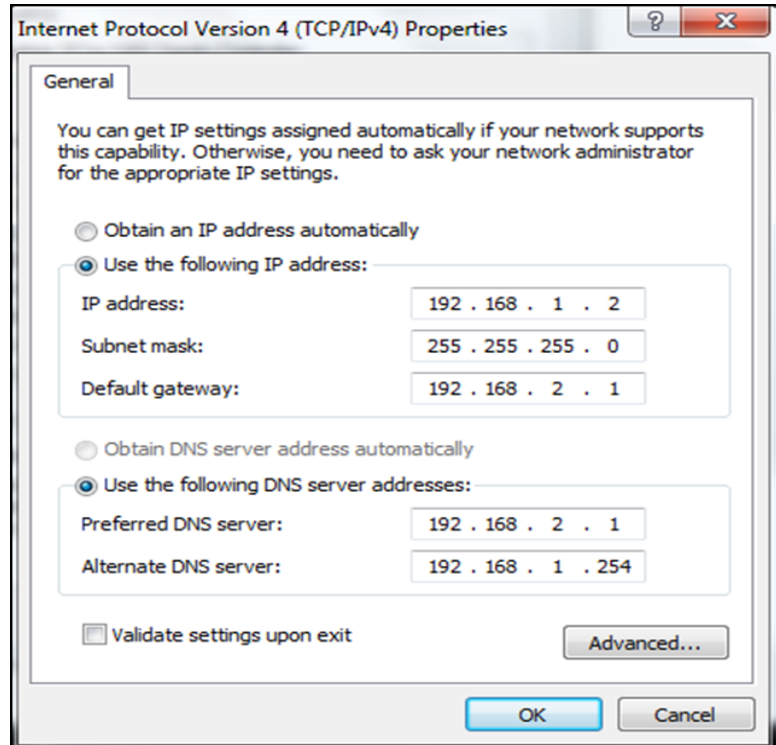 Internet Protocol Version 4 (TCP/IPv4) Properties
?
General
You can get IP settings assigned automatically if your network supports
this capability. Otherwise, you need to ask your network administrator
for the appropriate IP settings.
Obtain an IP address automatically
Use the following IP address:
IP address: 192 . 168 . 1 . 2
Subnet mask: 255 . 255 . 255 . 0
Default gateway: 192 . 168 . 2 . 1
Obtain DNS server address automatically
Use the following DNS server addresses:
Preferred DNS server: 192 . 168 . 2 . 1
Alternate DNS server: 192 . 168 . 1 . 254
Validate settings upon exit
Advanced...
OK Cancel